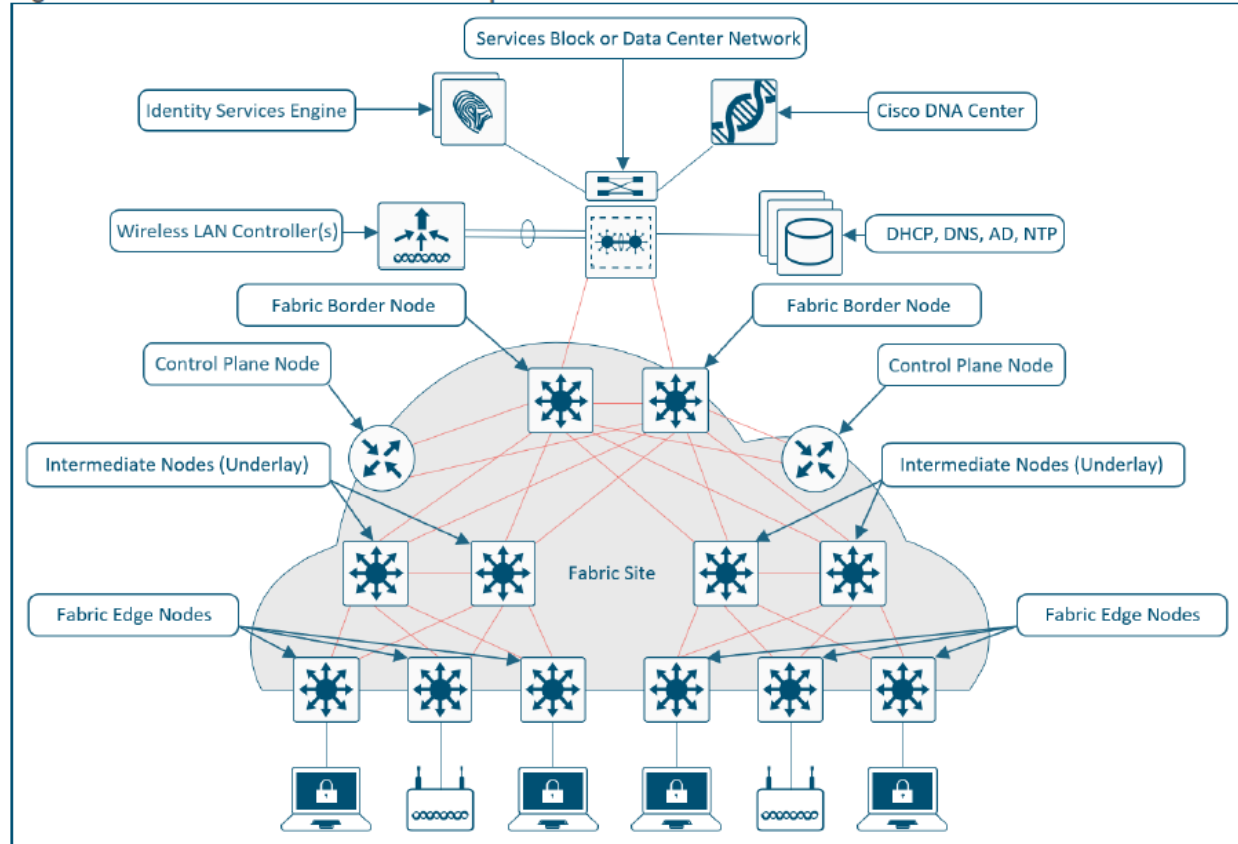 Services Block or Data Center Network
Identity Services Engine
Cisco DNA Center
Wireless LAN Controller(s)
DHCP, DNS, AD, NTP
Fabric Border Node
Fabric Border Node
Control Plane Node
Control Plane Node
Intermediate Nodes (Underlay)
Intermediate Nodes (Underlay)
Fabric Site
Fabric Edge Nodes
Fabric Edge Nodes